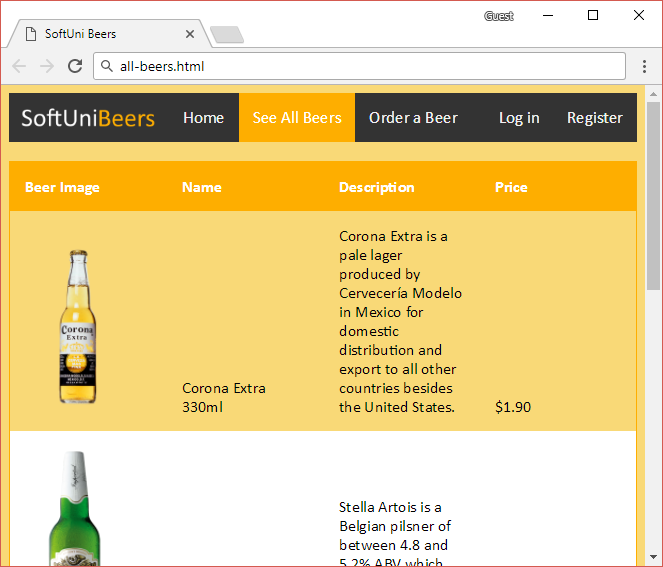 Guest
SoftUni Beers
all-beers.html
SoftUniBeers Home See All Beers Order a Beer Log in Register
Beer Image Name Description Price
Corona
Extra
Corona Extra
330ml
Corona Extra is a
pale lager
produced by
Cervecería Modelo
in Mexico for
domestic
distribution and
export to all other
countries besides
the United States.
$1.90
Stella Artois is a
Belgian pilsner of
between 4.8 and
5.2% ABV which